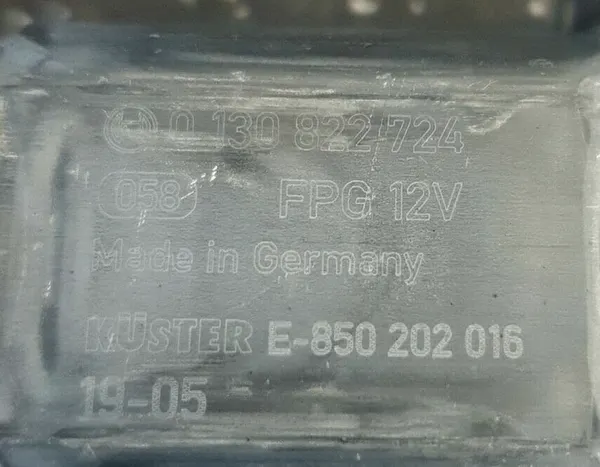 0 130 822 724
058 FPG 12V
Made in Germany
KÜSTER E-850 202 016
19-05